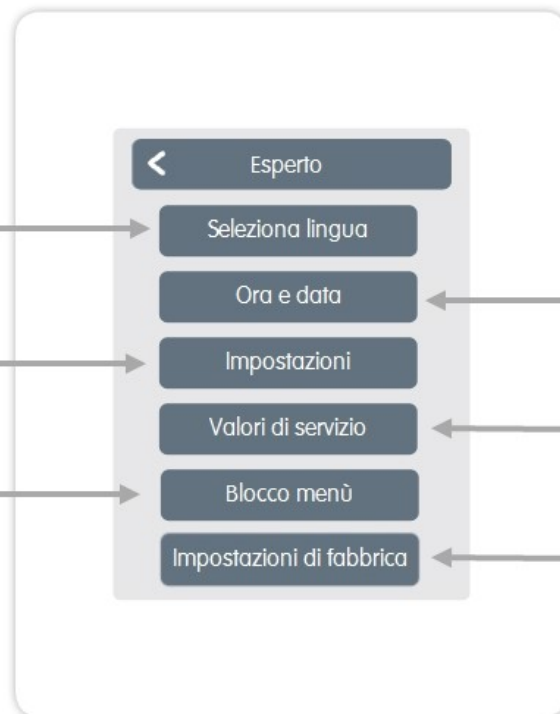 Esperto
Seleziona lingua
Ora e data
Impostazioni
Valori di servizio
Blocco menù
Impostazioni di fabbrica